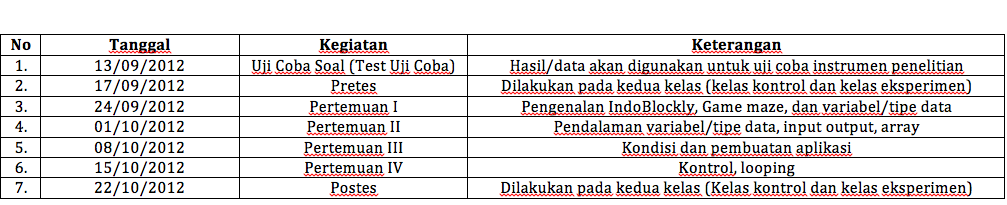 No Tanggal Kegiatan Keterangan
1. 13/09/2012 Uji Coba Soal (Test Uji Coba) Hasil/data akan digunakan untuk uji coba instrumen penelitian
2. 17/09/2012 Pretes Dilakukan pada kedua kelas (kelas kontrol dan kelas eksperimen)
3. 24/09/2012 Pertemuan I Pengenalan IndoBlockly, Game maze, dan variabel/tipe data
4. 01/10/2012 Pertemuan II Pendalaman variabel/tipe data, input output, array
5. 08/10/2012 Pertemuan III Kondisi dan pembuatan aplikasi
6. 15/10/2012 Pertemuan IV Kontrol, looping
7. 22/10/2012 Postes Dilakukan pada kedua kelas (Kelas kontrol dan kelas eksperimen)